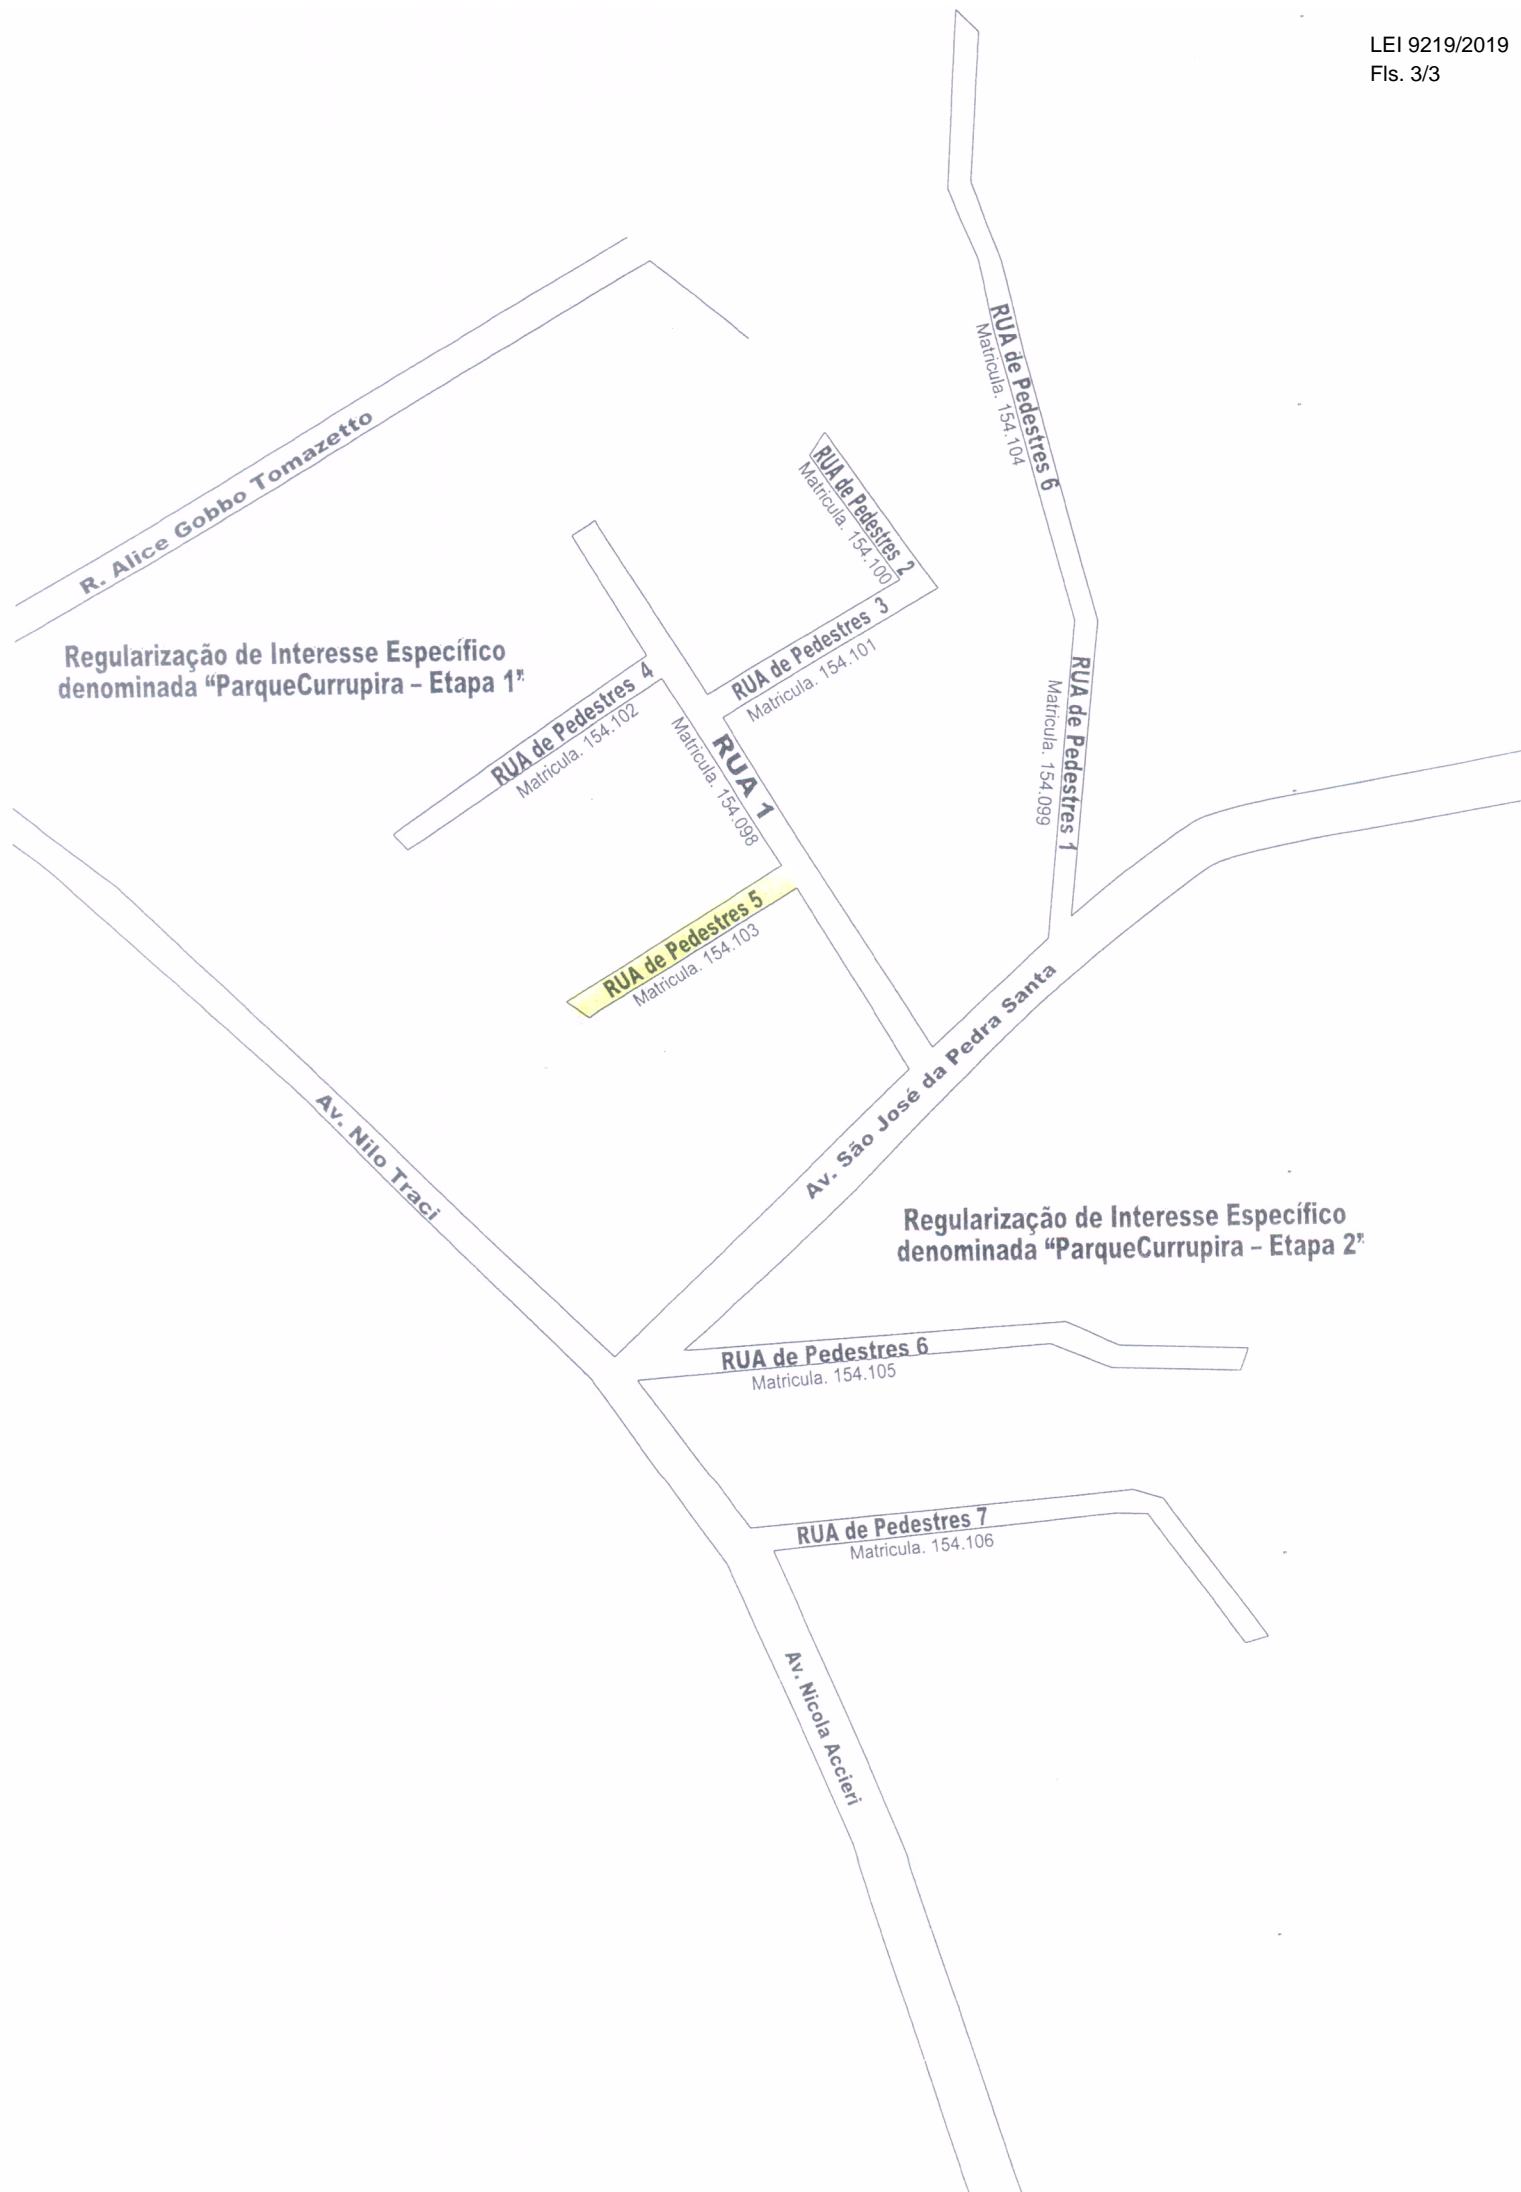 LEI 9219/2019
Fls. 3/3
RUA de Pedestres 6
Matricula. 154.104
R. Alice Gobbo Tomazetto
RUA de Pedestres 2
Matricula. 154.100
RUA de Pedestres 3
Matricula. 154.101
Regularização de Interesse Específico
denominada “ParqueCurrupira – Etapa 1”
RUA de Pedestres 4
Matricula. 154.102
RUA 1
Matricula. 154.098
RUA de Pedestres 1
Matricula. 154.099
RUA de Pedestres 5
Matricula. 154.103
Av. São José da Pedra Santa
Av. Nilo Traci
Regularização de Interesse Específico
denominada “ParqueCurrupira – Etapa 2”
RUA de Pedestres 6
Matricula. 154.105
RUA de Pedestres 7
Matricula. 154.106
Av. Nicola Accieri